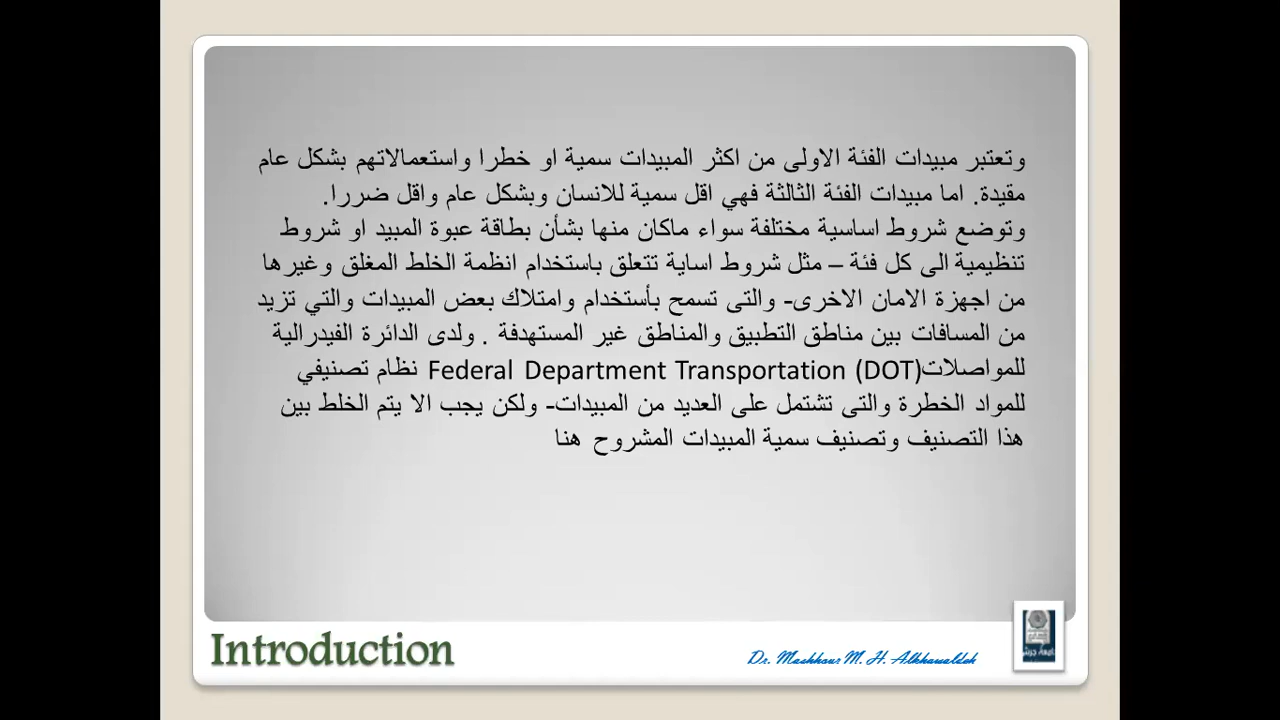 وتعتبر مبيدات الفئة الاولى من اكثر المبيدات سمية او خطرا واستعمالاتهم بشكل عام
مقيدة. اما مبيدات الفئة الثالثة فهي اقل سمية للانسان وبشكل عام واقل ضررا.
وتوضع شروط اساسية مختلفة سواء ماكان منها بشأن بطاقة عبوة المبيد او شروط
تنظيمية الى كل فئة – مثل شروط اساية تتعلق باستخدام انظمة الخلط المغلق وغيرها
من اجهزة الامان الاخرى- والتى تسمح بأستخدام وامتلاك بعض المبيدات والتي تزيد
من المسافات بين مناطق التطبيق والمناطق غير المستهدفة . ولدى الدائرة الفيدرالية
للمواصلات Federal Department Transportation (DOT) نظام تصنيفي
للمواد الخطرة والتى تشتمل على العديد من المبيدات- ولكن يجب الا يتم الخلط بين
هذا التصنيف وتصنيف سمية المبيدات المشروح هنا
Introduction
Dr. Mashhour M. H. Alkhawaldeh